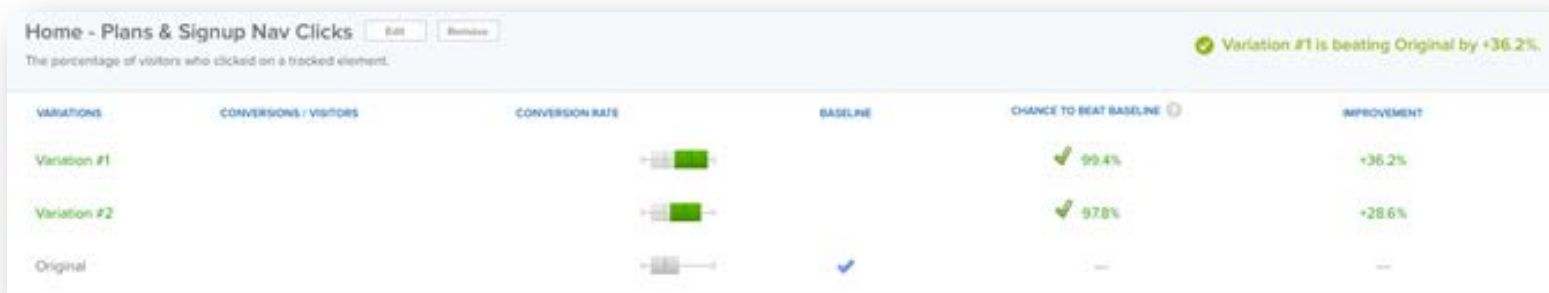 Home - Plans & Signup Nav Clicks Edit Remove
The percentage of visitors who clicked on a tracked element.
Variation #1 is beating Original by +36.2%.
VARIATIONS CONVERSIONS / VISITORS CONVERSION RATE BASELINE CHANCE TO BEAT BASELINE IMPROVEMENT
Variation #1 99.4% +36.2%
Variation #2 97.8% +28.6%
Original --- ---